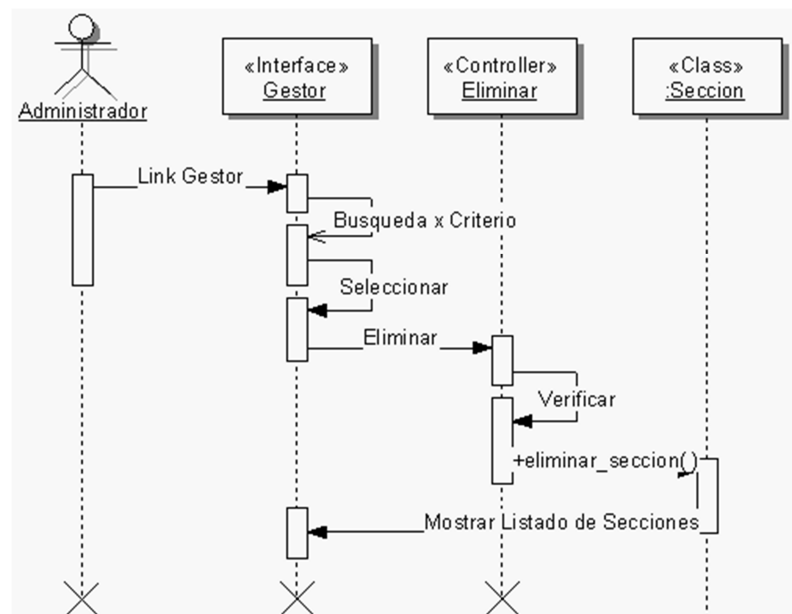 Administrador
«Interface»
Gestor
«Controller»
Eliminar
«Class»
:Seccion
Link Gestor
Busqueda x Criterio
Seleccionar
Eliminar
Verificar
+eliminar_seccion()
Mostrar Listado de Secciones